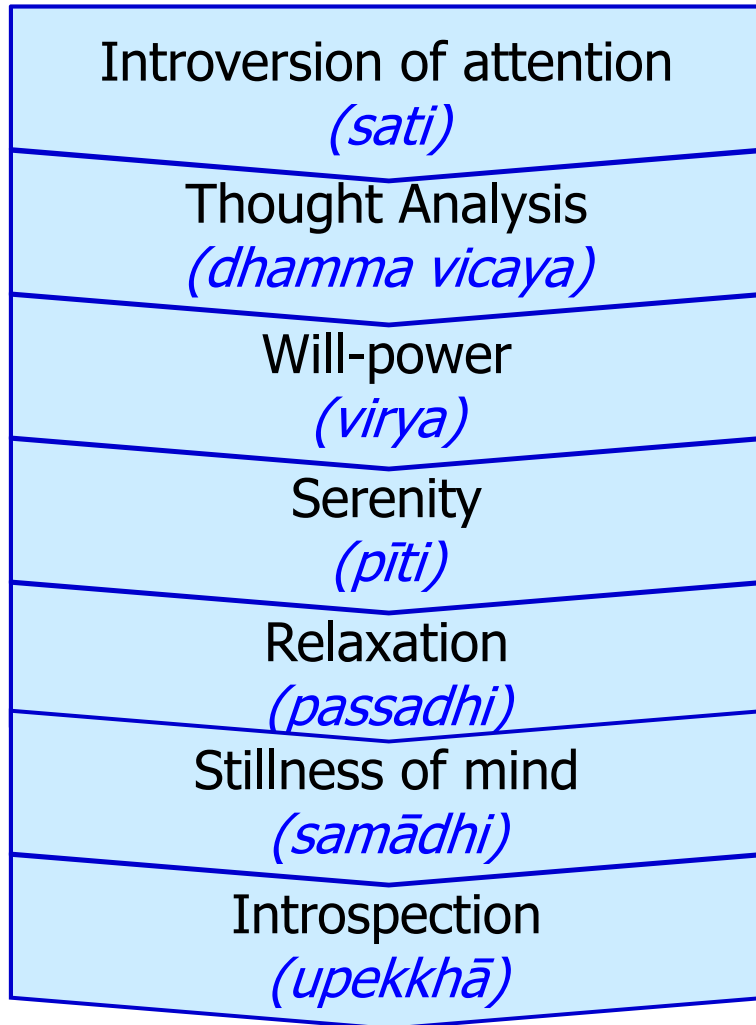 Introversion of attention
(sati)
Thought Analysis
(dhamma vicaya)
Will-power
(virya)
Serenity
(pīti)
Relaxation
(passadhi)
Stillness of mind
(samādhi)
Introspection
(upekkhā)